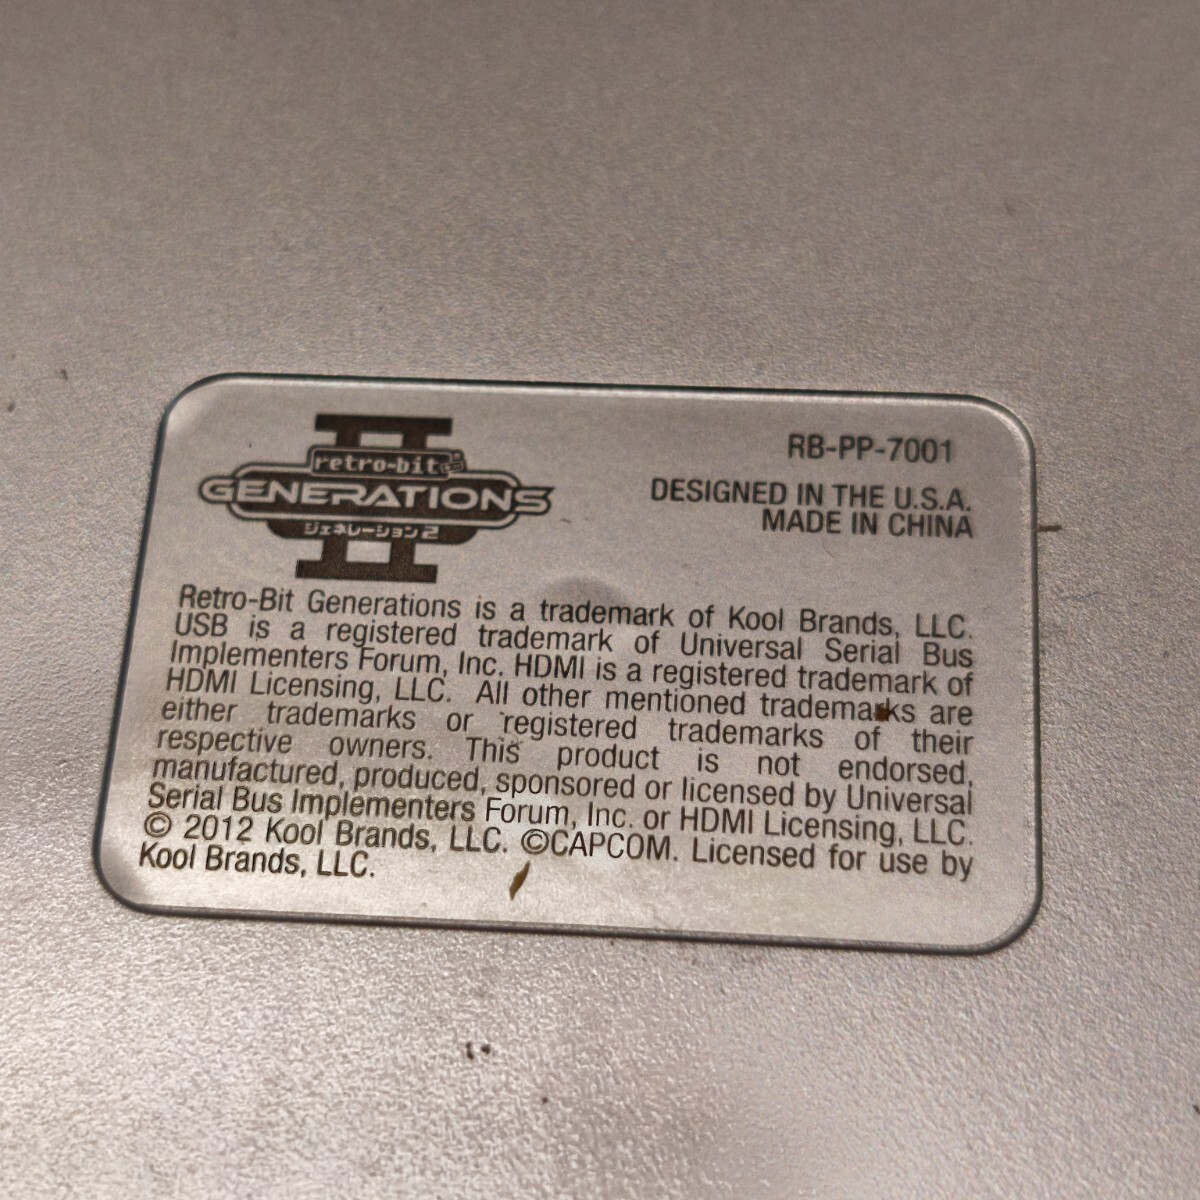 II
retro-bit
GENERATIONS
ジェネレーション2
RB-PP-7001
DESIGNED IN THE U.S.A.
MADE IN CHINA
Retro-Bit Generations is a trademark of Kool Brands, LLC.
USB is a registered trademark of Universal Serial Bus
Implementers Forum, Inc. HDMI is a registered trademark of
HDMI Licensing, LLC. All other mentioned trademarks are
either trademarks or registered trademarks of their
respective owners. This product is not endorsed,
manufactured, produced, sponsored or licensed by Universal
Serial Bus Implementers Forum, Inc. or HDMI Licensing, LLC.
© 2012 Kool Brands, LLC. ©CAPCOM. Licensed for use by
Kool Brands, LLC.